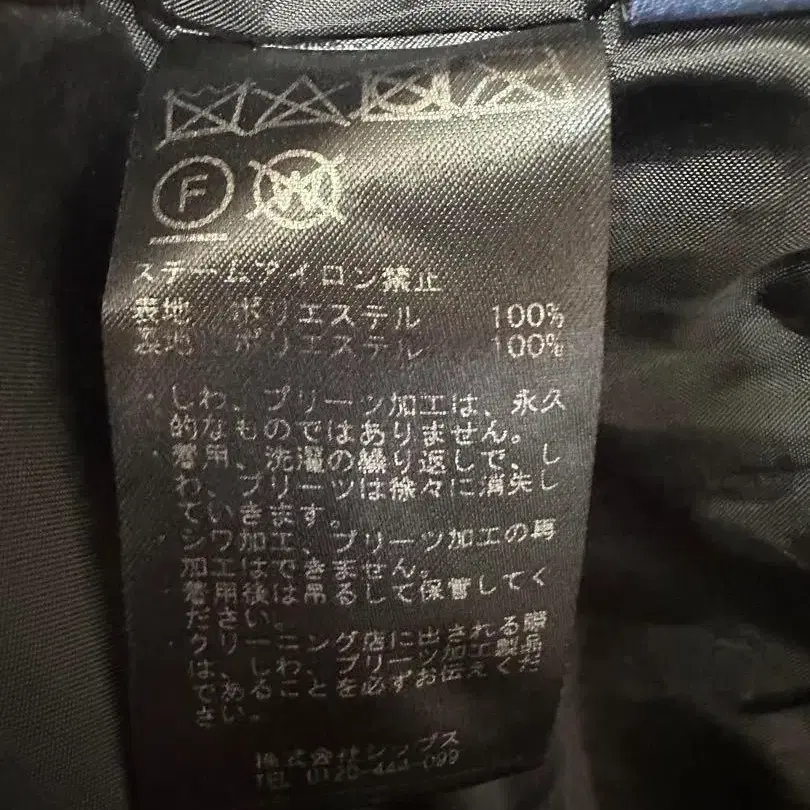 F
W
スチームアイロン禁止
表地 ポリエステル 100%
裏地 ポリエステル 100%
・しわ、プリーツ加工は、永久
的なものではありません。
・着用、洗濯の繰り返しで、し
わ、プリーツは徐々に消失し
ていきます。
・シワ加工、プリーツ加工の再
加工はできません。
・着用後は吊るして保管してく
ださい。
・クリーニング店に出される際
は、しわ、プリーツ加工製品
であることを必ずお伝えくだ
さい。
株式会社シップス
TEL 0120-444-099